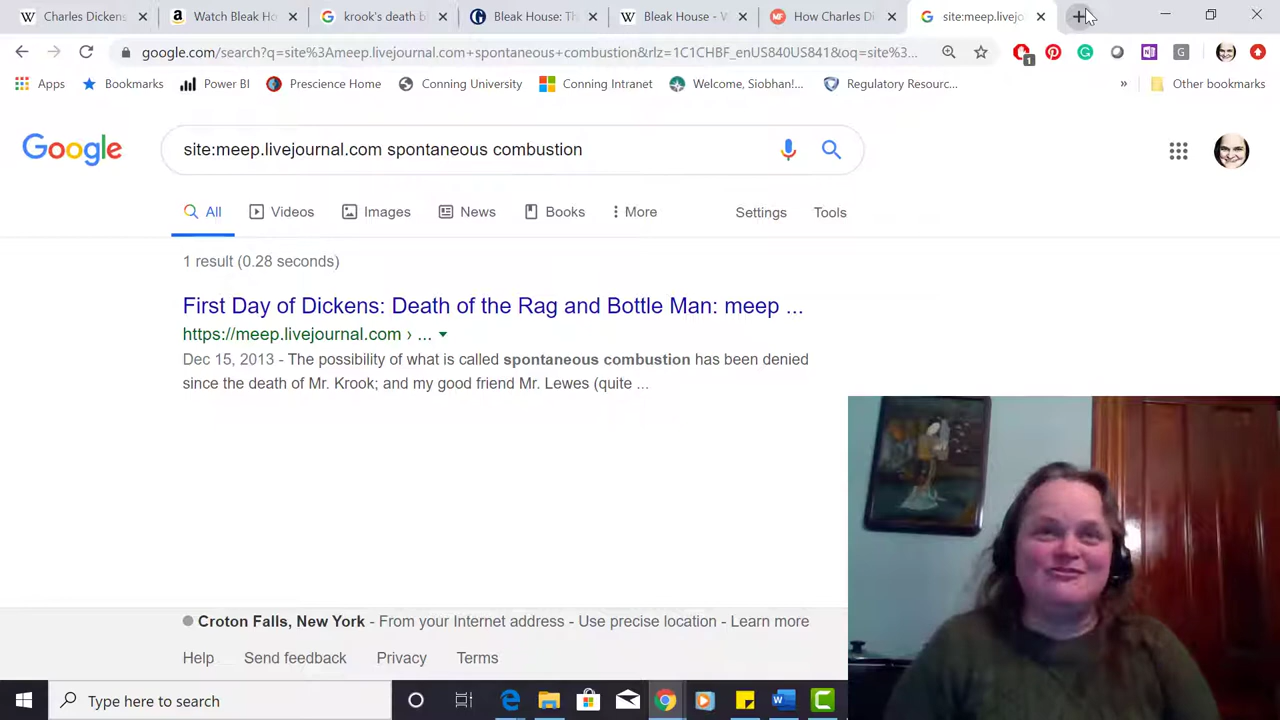 Charles Dickens
Watch Bleak Ho
krook's death b
Bleak House: Th
Bleak House - W
How Charles Di
site:meep.livejo
google.com/search?q=site%3Ameep.livejournal.com+spontaneous+combustion&rlz=1C1CHBF_enUS840US841&oq=site%3...
1
G
Apps
Bookmarks
Power BI
Prescience Home
Conning University
Conning Intranet
Welcome, Siobhan!...
Regulatory Resourc...
»
Other bookmarks
Google
site:meep.livejournal.com spontaneous combustion
All
Videos
Images
News
Books
More
Settings
Tools
1 result (0.28 seconds)
First Day of Dickens: Death of the Rag and Bottle Man: meep ...
https://meep.livejournal.com › ...
Dec 15, 2013 - The possibility of what is called spontaneous combustion has been denied
since the death of Mr. Krook; and my good friend Mr. Lewes (quite ...
Croton Falls, New York - From your Internet address - Use precise location - Learn more
Help
Send feedback
Privacy
Terms
Type here to search